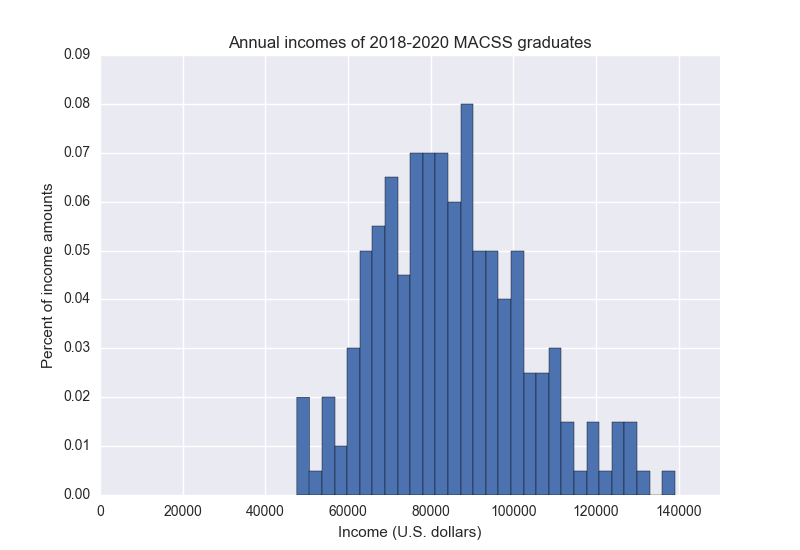 Annual incomes of 2018-2020 MACSS graduates
0.09
0.08
0.07
0.06
0.05
0.04
0.03
0.02
0.01
0.00
Percent of income amounts
0 20000 40000 60000 80000 100000 120000 140000
Income (U.S. dollars)